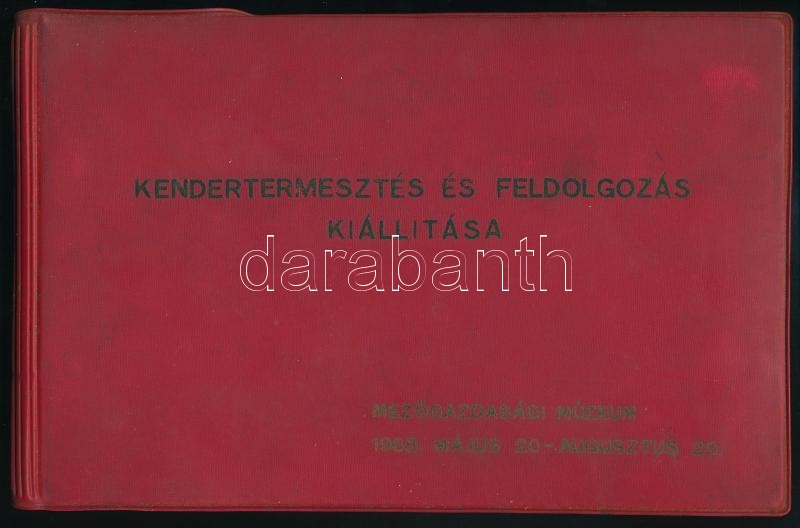 KENDERTERMESZTÉS ÉS FELDOLGOZÁS
KIÁLLITÁSA
darabanth
MEZŐGAZDASÁGI MÚZEUM
MÁJUS 20-AUGUSZTUS